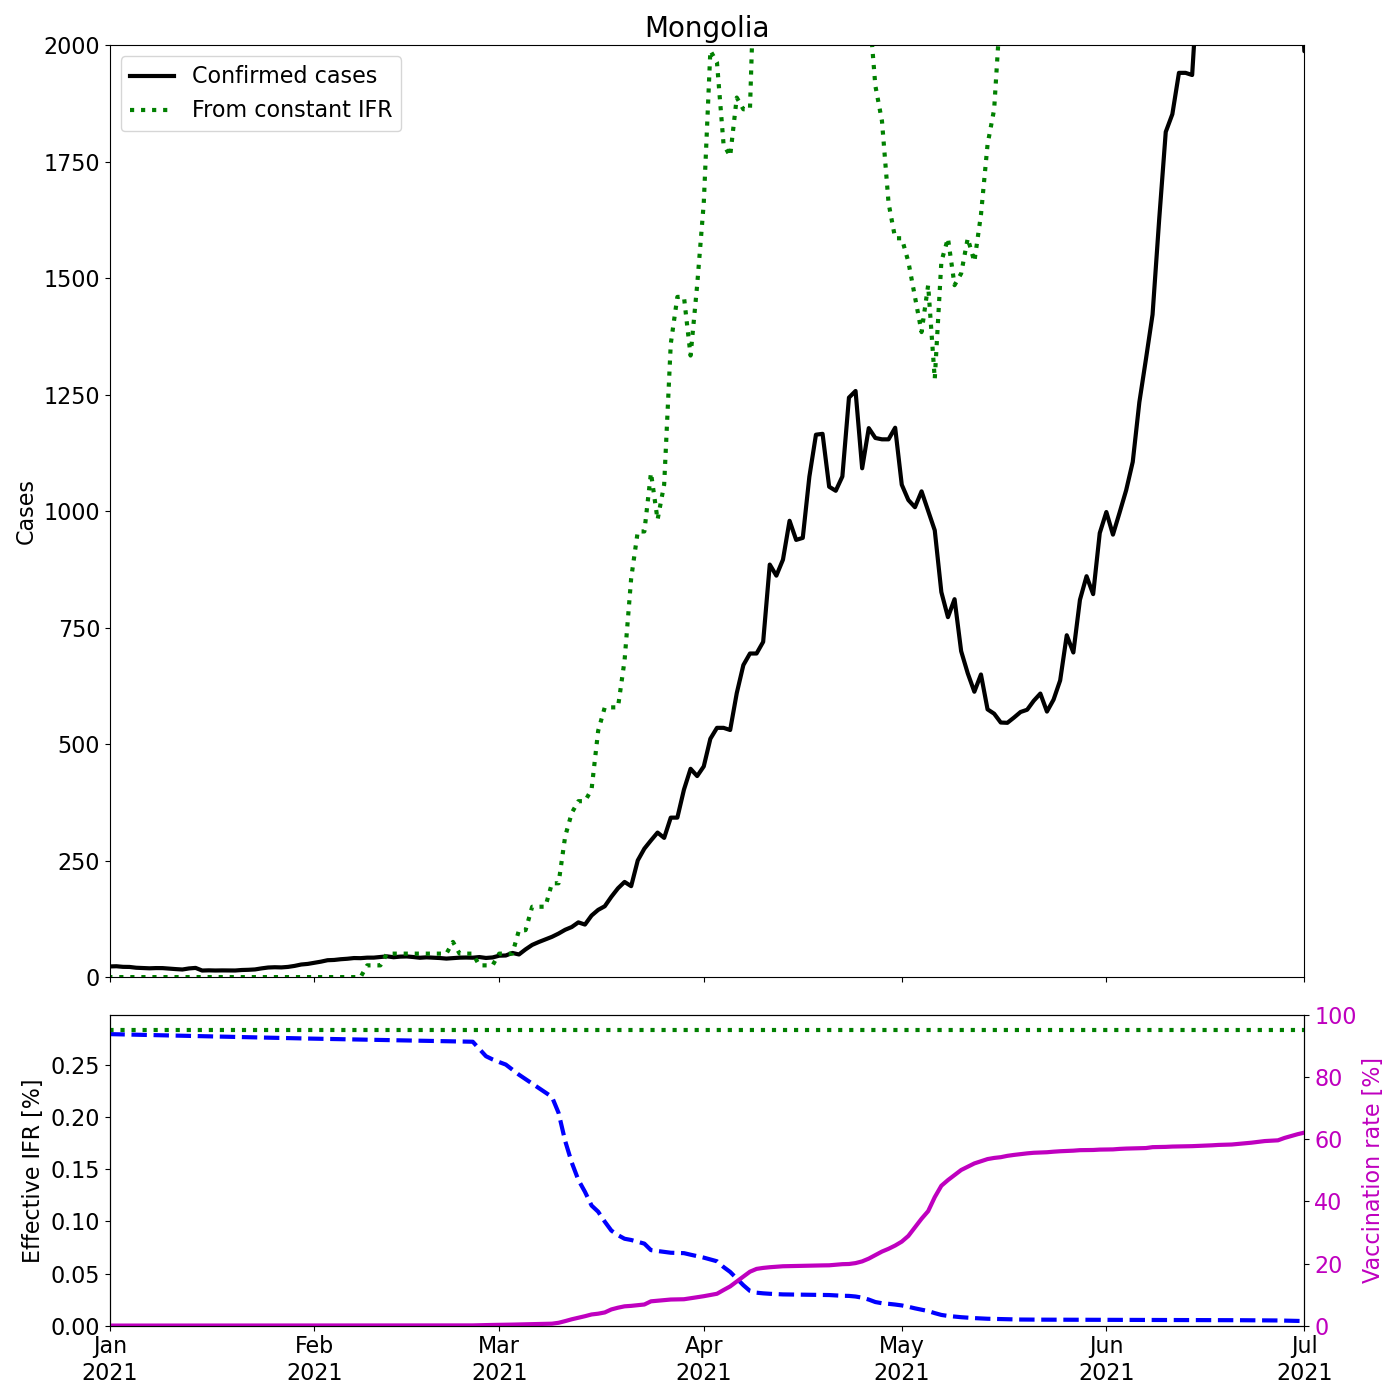 Mongolia
2000
1750
1500
1250
1000
750
500
250
0
Cases
Confirmed cases
From constant IFR
0.25
0.20
0.15
0.10
0.05
0.00
Effective IFR [%]
100
80
60
40
20
0
Vaccination rate [%]
Jan Feb Mar Apr May Jun Jul
2021 2021 2021 2021 2021 2021 2021